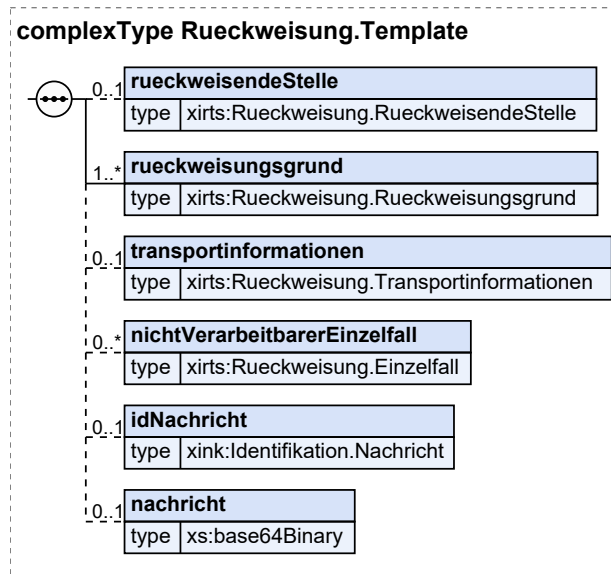 complexType Rueckweisung.Template
0..1 rueckweisendeStelle
type xirts:Rueckweisung.RueckweisendeStelle
1..* rueckweisungsgrund
type xirts:Rueckweisung.Rueckweisungsgrund
0..1 transportinformationen
type xirts:Rueckweisung.Transportinformationen
0..* nichtVerarbeitbarerEinzelfall
type xirts:Rueckweisung.Einzelfall
0..1 idNachricht
type xink:Identifikation.Nachricht
0..1 nachricht
type xs:base64Binary